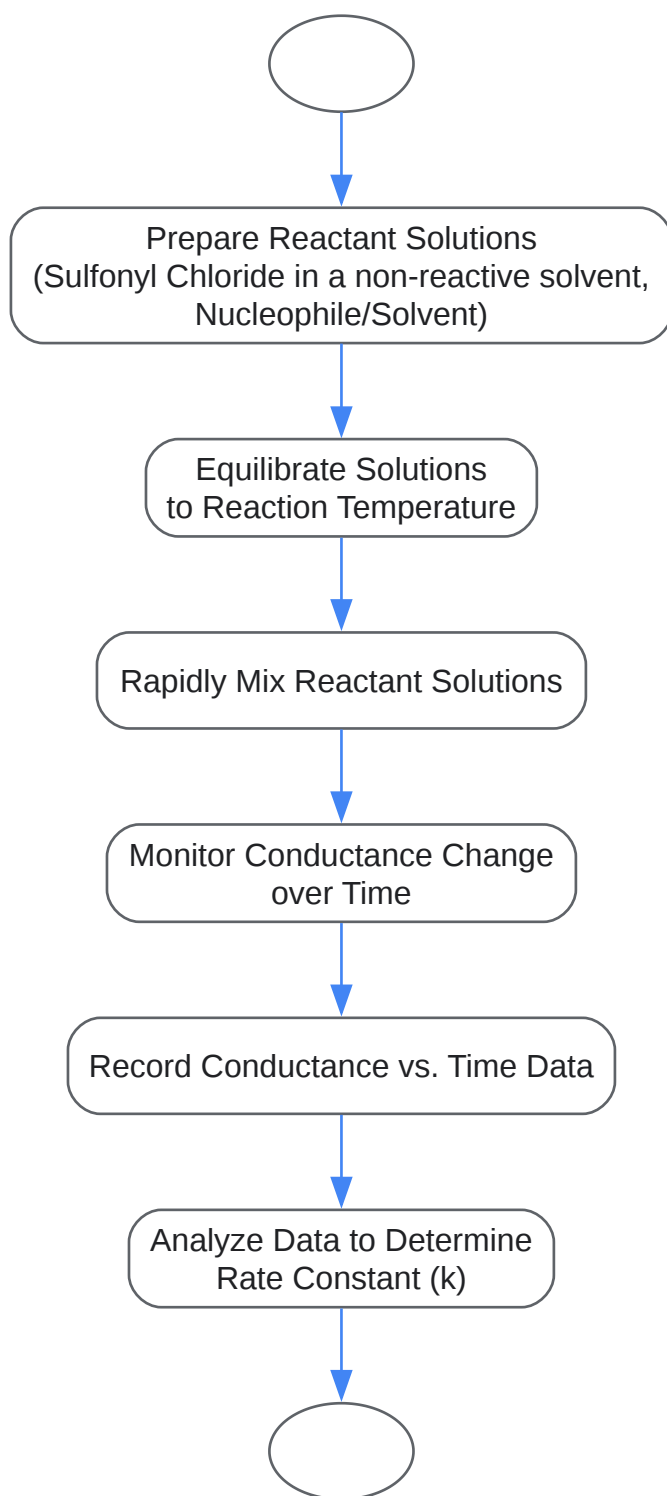 Prepare Reactant Solutions
(Sulfonyl Chloride in a non-reactive solvent,
Nucleophile/Solvent)
Equilibrate Solutions
to Reaction Temperature
Rapidly Mix Reactant Solutions
Monitor Conductance Change
over Time
Record Conductance vs. Time Data
Analyze Data to Determine
Rate Constant (k)